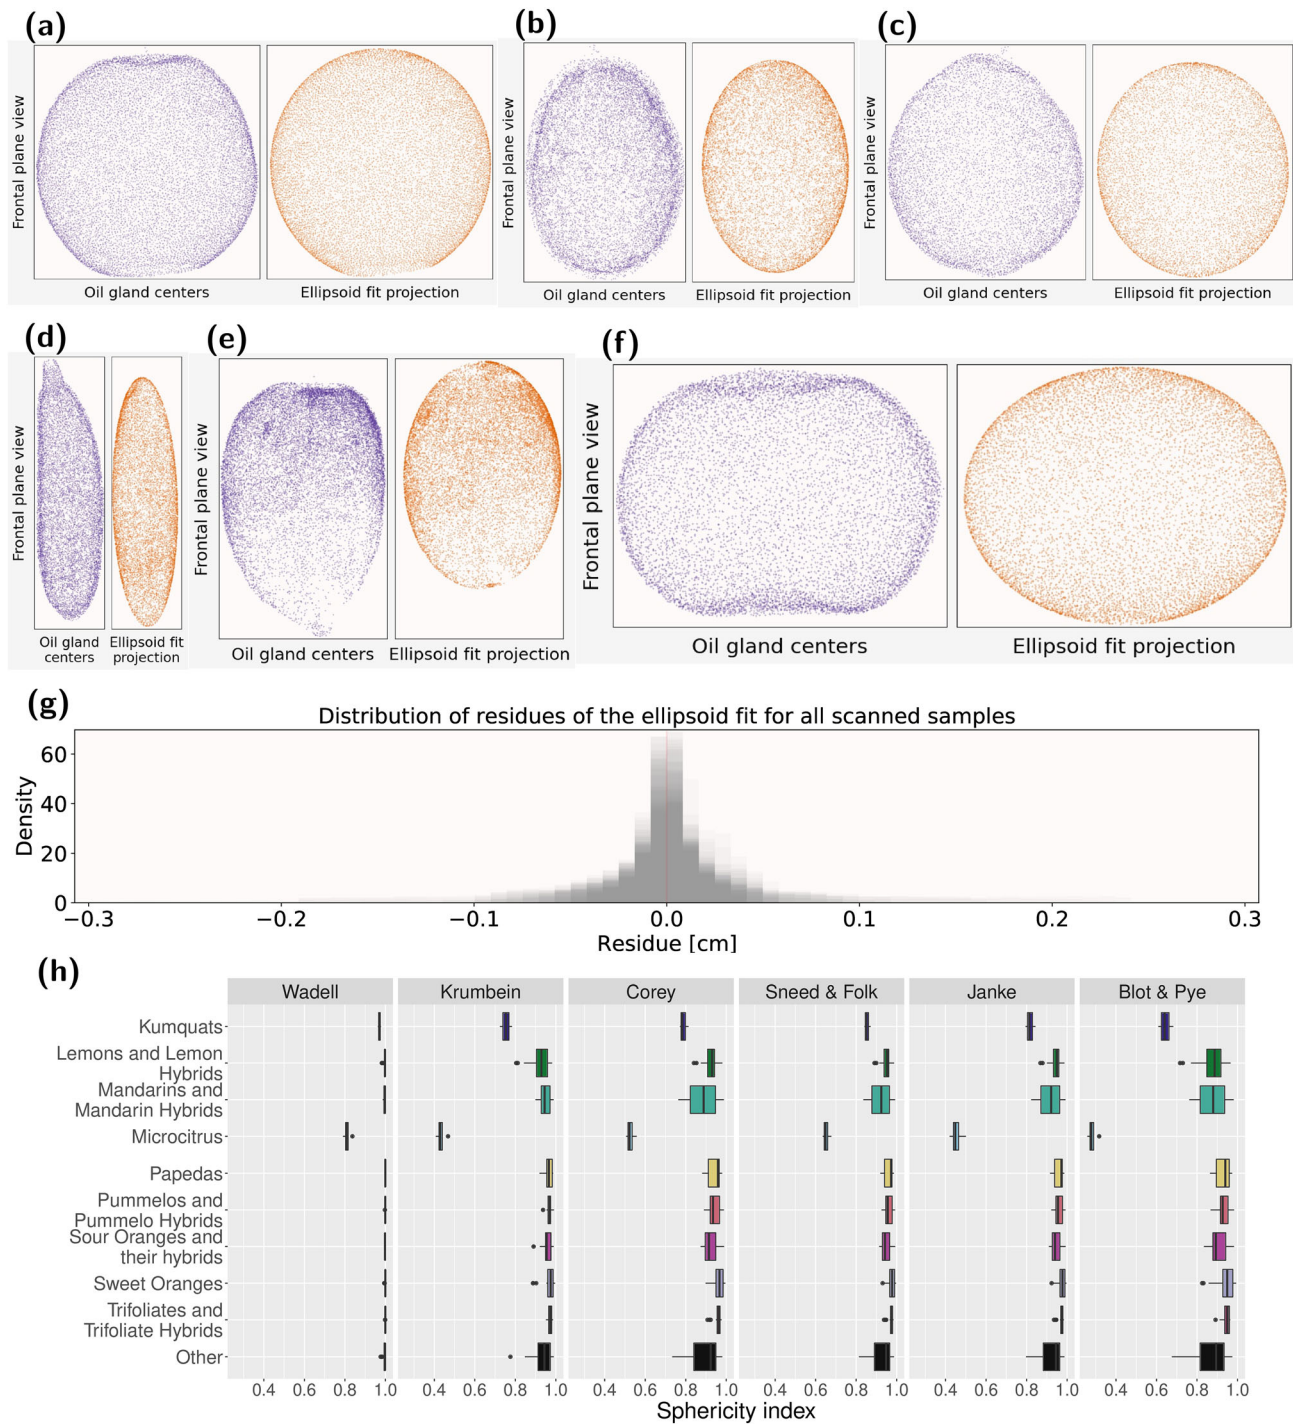 (a)
(b)
(c)
Frontal plane view
Oil gland centers
Ellipsoid fit projection
Frontal plane view
Oil gland centers
Ellipsoid fit projection
Frontal plane view
Oil gland centers
Ellipsoid fit projection
(d)
(e)
(f)
Frontal plane view
Oil gland
centers
Ellipsoid fit
projection
Frontal plane view
Oil gland centers
Ellipsoid fit projection
Frontal plane view
Oil gland centers
Ellipsoid fit projection
(g)
Distribution of residues of the ellipsoid fit for all scanned samples
Density
60
40
20
0
−0.3 −0.2 −0.1 0.0 0.1 0.2 0.3
Residue [cm]
(h)
Wadell Krumbein Corey Sneed & Folk Janke Blot & Pye
Kumquats
Lemons and Lemon
Hybrids
Mandarins and
Mandarin Hybrids
Microcitrus
Papedas
Pummelos and
Pummelo Hybrids
Sour Oranges and
their hybrids
Sweet Oranges
Trifoliates and
Trifoliate Hybrids
Other
0.4 0.6 0.8 1.0 0.4 0.6 0.8 1.0 0.4 0.6 0.8 1.0 0.4 0.6 0.8 1.0 0.4 0.6 0.8 1.0 0.4 0.6 0.8 1.0
Sphericity index